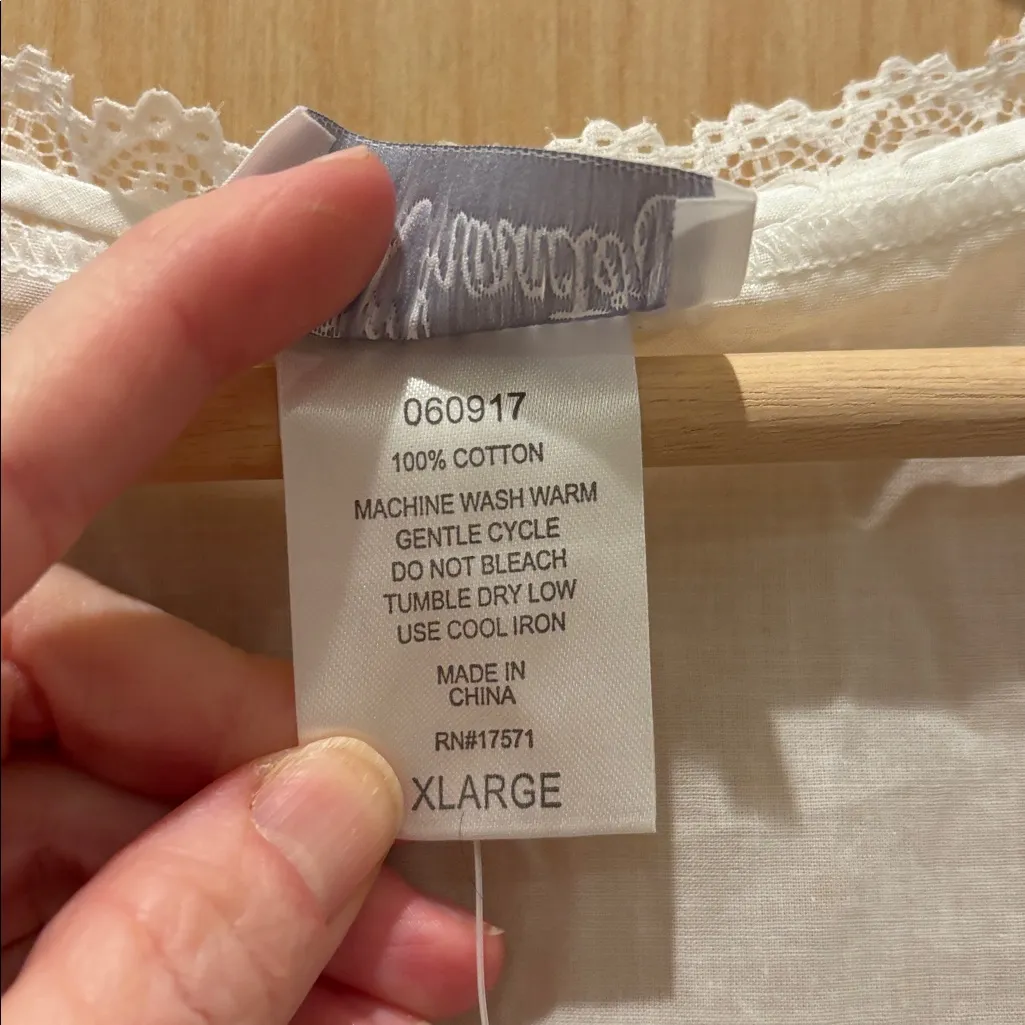 060917
100% COTTON
MACHINE WASH WARM
GENTLE CYCLE
DO NOT BLEACH
TUMBLE DRY LOW
USE COOL IRON
MADE IN
CHINA
RN#17571
XLARGE